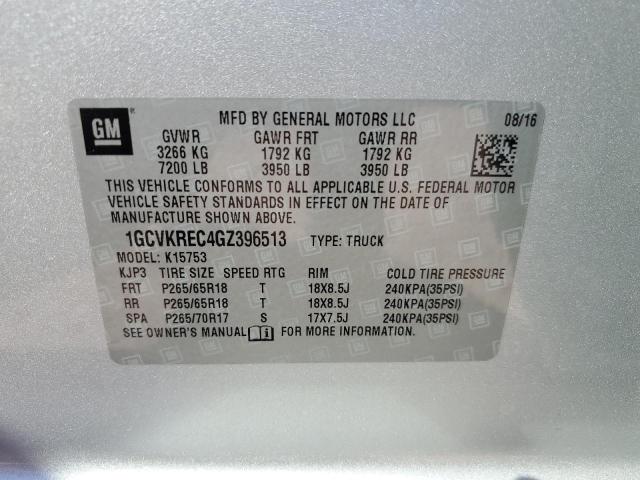 GM ®
MFD BY GENERAL MOTORS LLC 08/16
GVWR GAWR FRT GAWR RR
3266 KG 1792 KG 1792 KG
7200 LB 3950 LB 3950 LB
THIS VEHICLE CONFORMS TO ALL APPLICABLE U.S. FEDERAL MOTOR
VEHICLE SAFETY STANDARDS IN EFFECT ON THE DATE OF
MANUFACTURE SHOWN ABOVE.
1GCVKREC4GZ396513 TYPE: TRUCK
MODEL: K15753
KJP3 TIRE SIZE SPEED RTG RIM COLD TIRE PRESSURE
FRT P265/65R18 T 18X8.5J 240KPA(35PSI)
RR P265/65R18 T 18X8.5J 240KPA(35PSI)
SPA P265/70R17 S 17X7.5J 240KPA(35PSI)
SEE OWNER'S MANUAL FOR MORE INFORMATION.